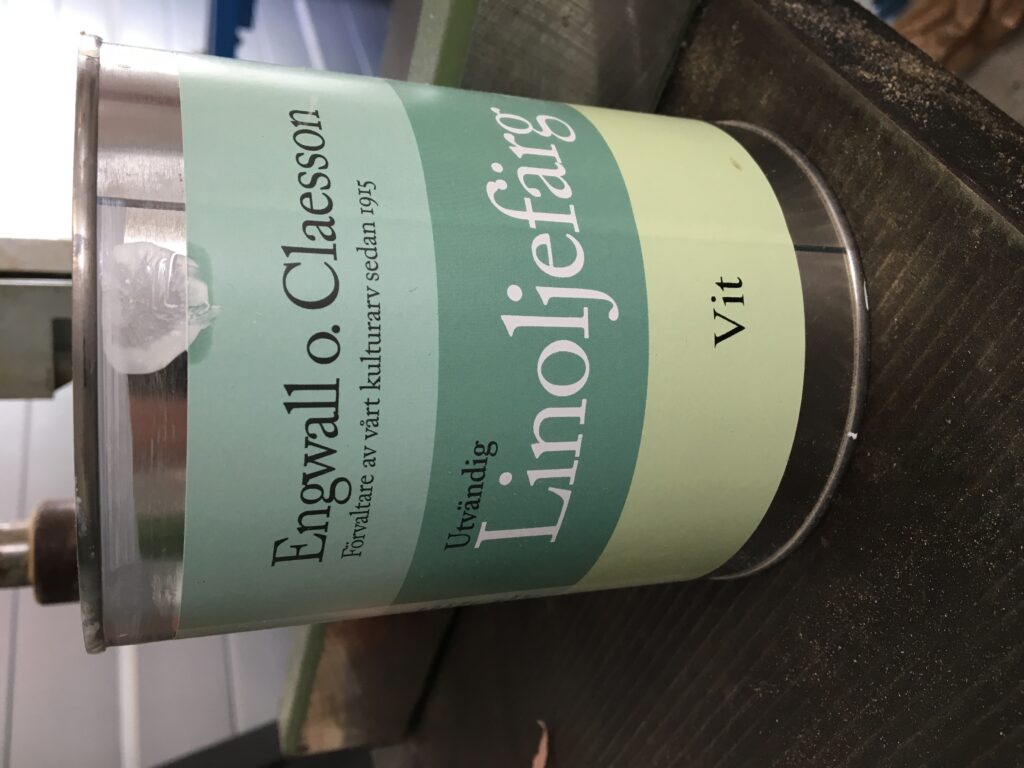 Engwall o. Claesson
Förvaltare av vårt kulturarv sedan 1915
Utvändig
Linoljefärg
Vit